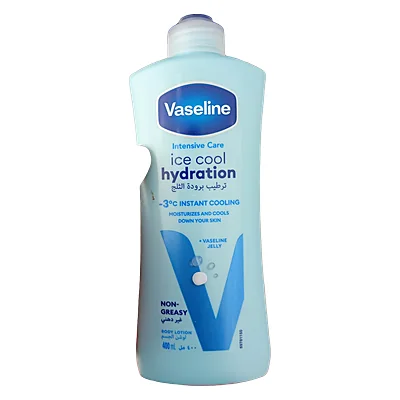 Vaseline
Intensive Care
ice cool
hydration
ترطيب برودة الثلج
-3°C INSTANT COOLING
MOISTURIZES AND COOLS
DOWN YOUR SKIN
+ VASELINE
JELLY
NON-
GREASY
غير دهني
BODY LOTION
لوشن الجسم
400 mL ٤٠٠ مل